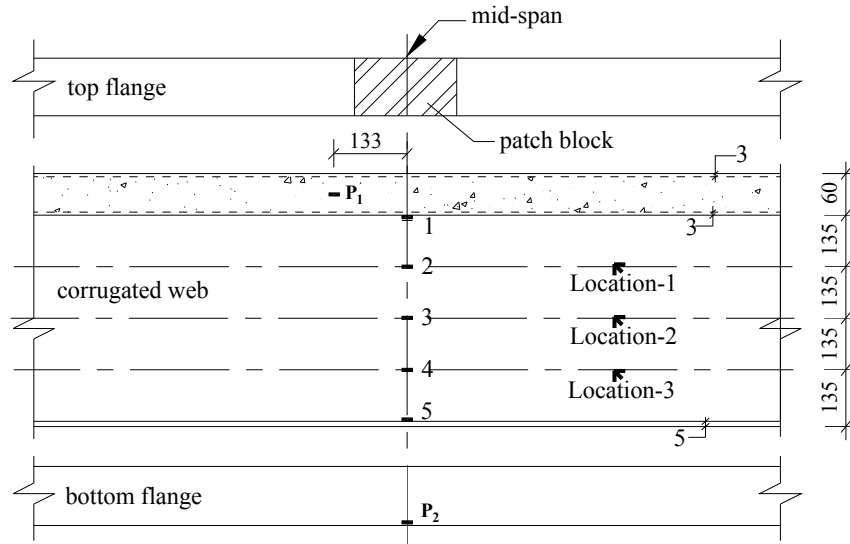 mid-span
top flange
patch block
133
3
P₁
60
1
3
135
2
corrugated web
Location-1
135
3
Location-2
135
4
Location-3
135
5
5
bottom flange
P₂